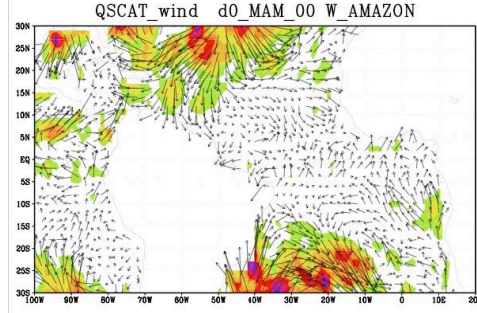 QSCAT_wind d0_MAM_00 W_AMAZON
30N
25N
20N
15N
10N
5N
EQ
5S
10S
15S
20S
25S
30S
100W 90W 80W 70W 60W 50W 40W 30W 20W 10W 0 10E 20